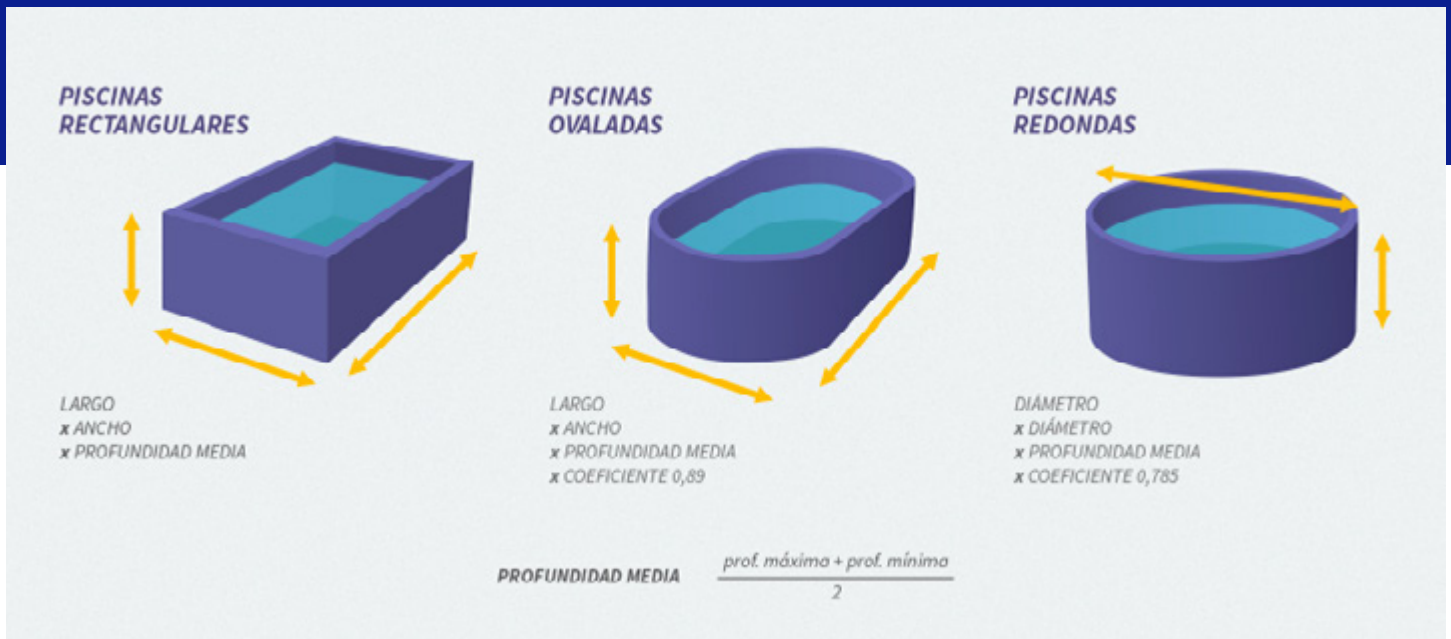 PISCINAS
RECTANGULARES
LARGO
x ANCHO
x PROFUNDIDAD MEDIA
PISCINAS
OVALADAS
LARGO
x ANCHO
x PROFUNDIDAD MEDIA
x COEFICIENTE 0,89
PISCINAS
REDONDAS
DIÁMETRO
x DIÁMETRO
x PROFUNDIDAD MEDIA
x COEFICIENTE 0,785
PROFUNDIDAD MEDIA
prof. máxima + prof. mínima
2